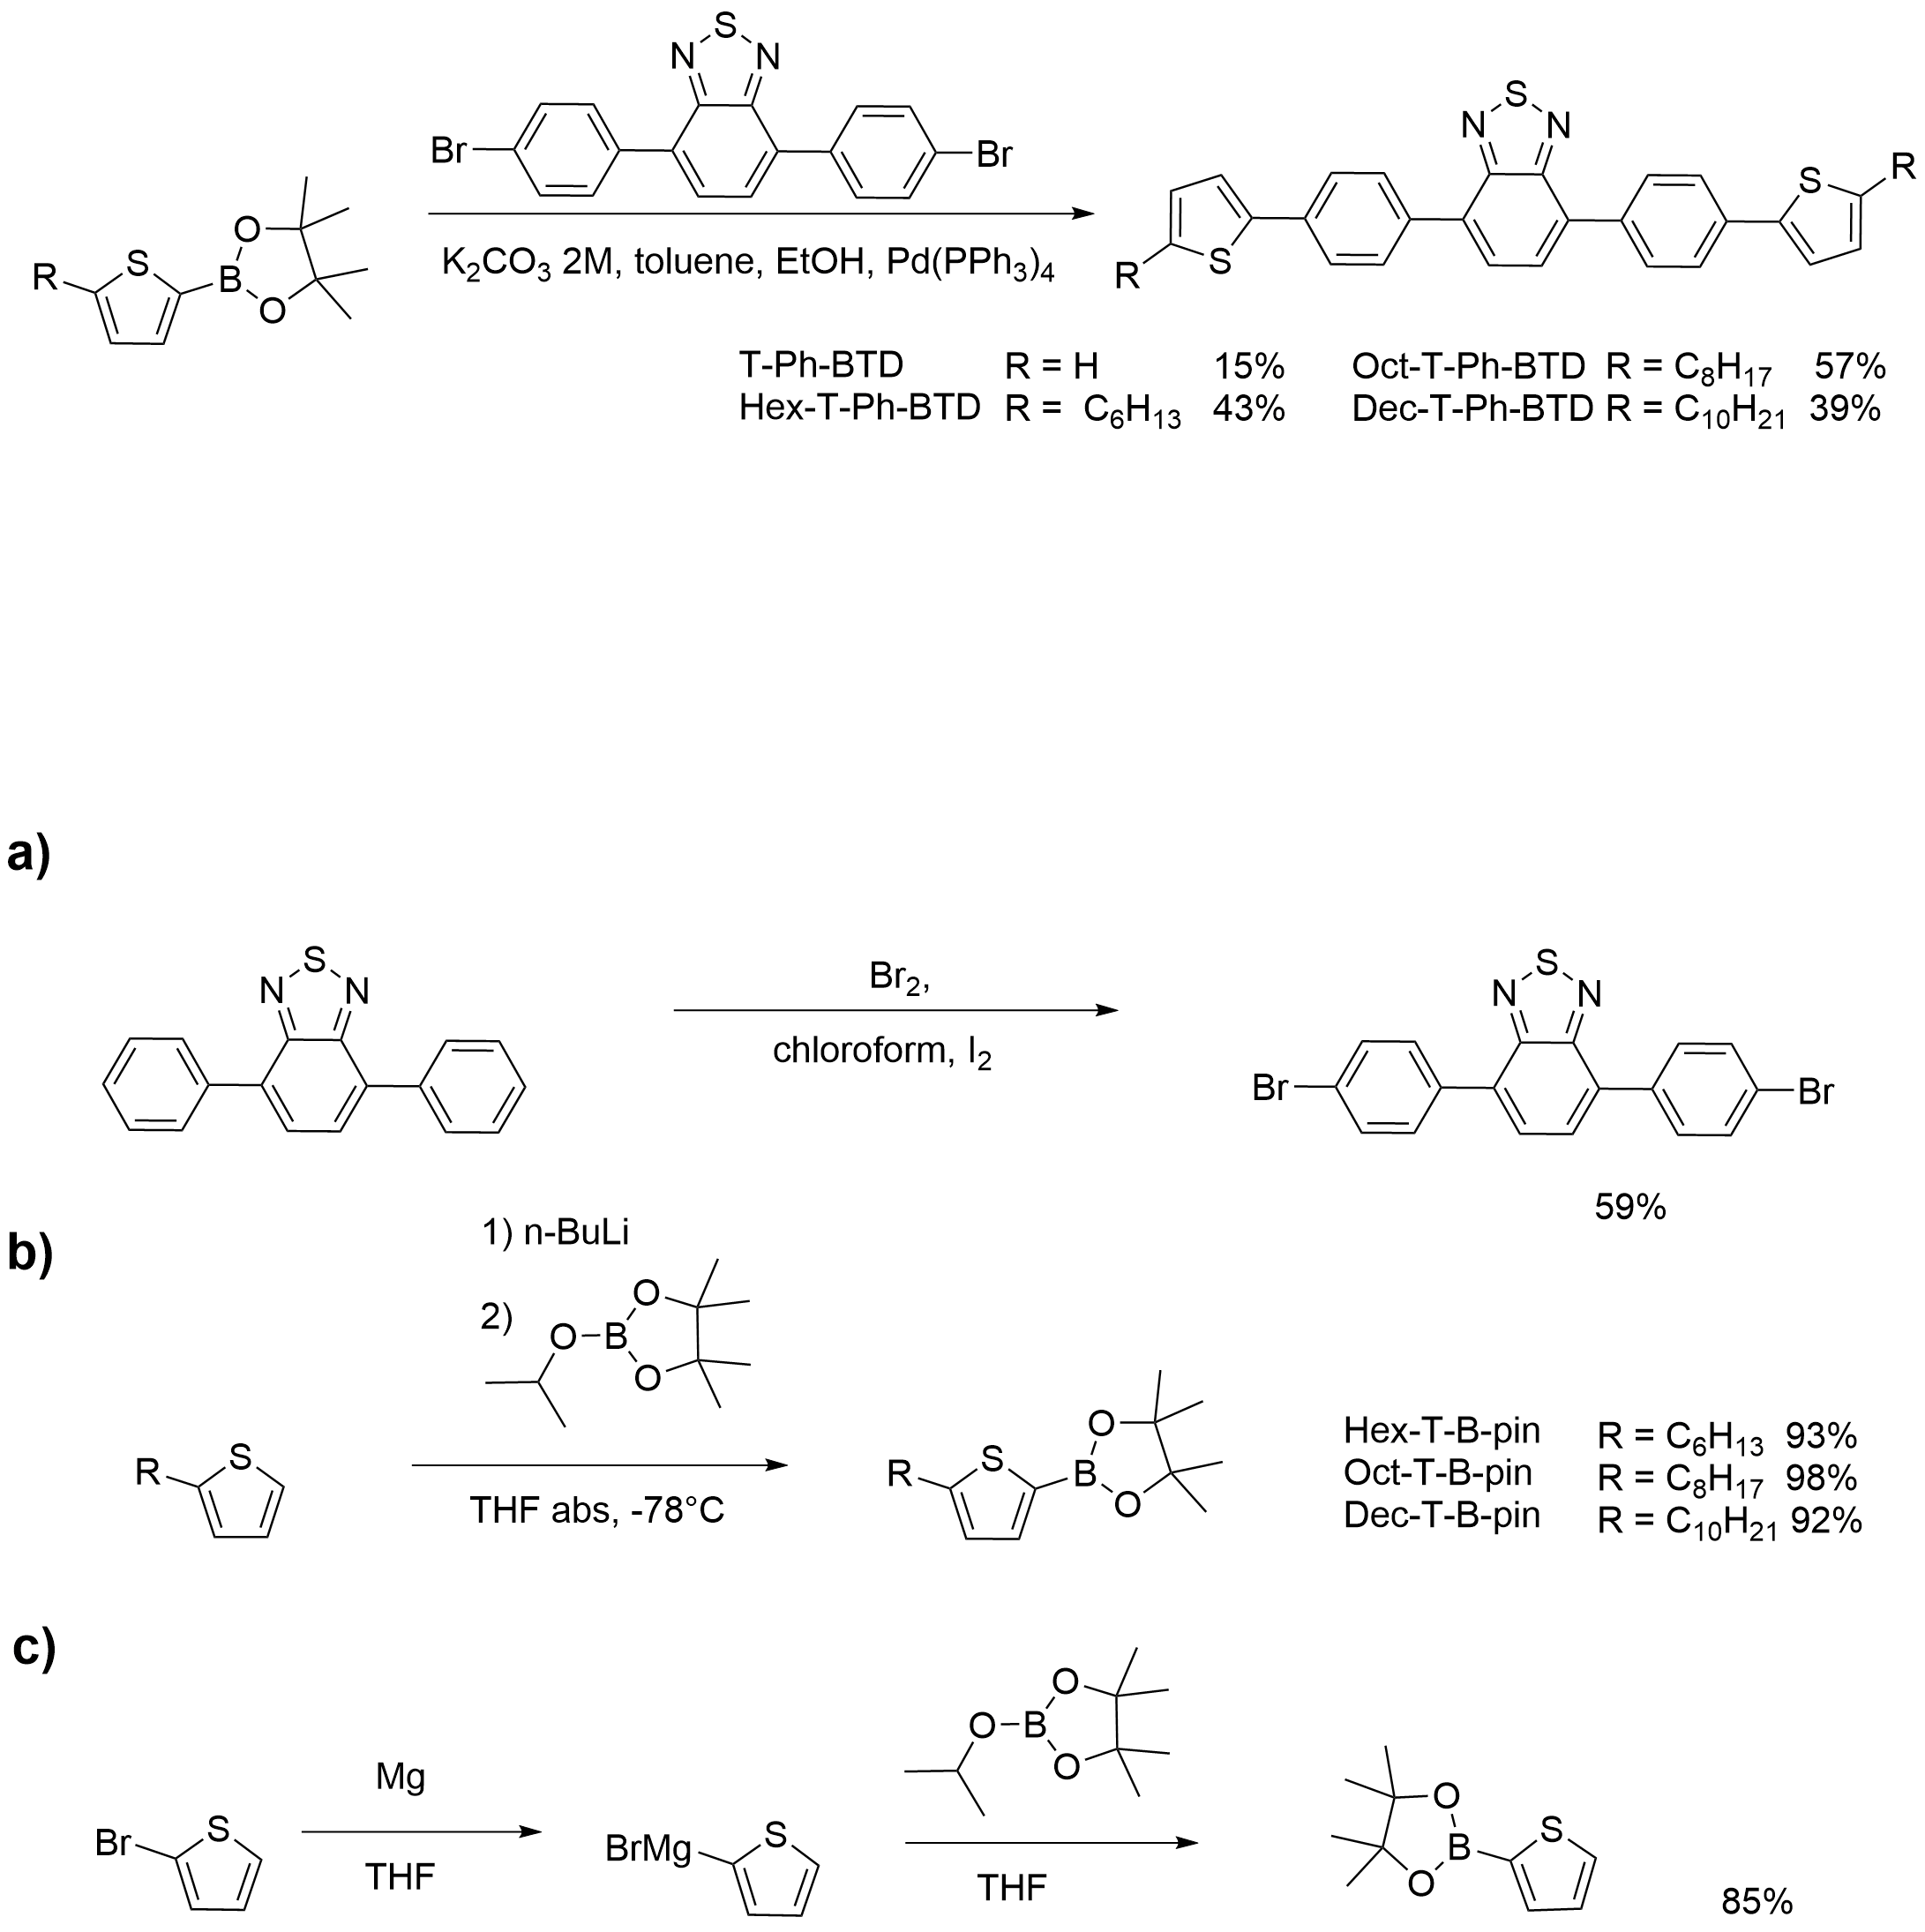 S
N N
Br Br
R S B O O
K2CO3 2M, toluene, EtOH, Pd(PPh3)4
S
N N
R S S R
T-Ph-BTD R = H 15% Oct-T-Ph-BTD R = C8H17 57%
Hex-T-Ph-BTD R = C6H13 43% Dec-T-Ph-BTD R = C10H21 39%
a)
S
N N
Br2,
chloroform, I2
S
N N
Br Br
59%
b)
1) n-BuLi
2)
O B O O
R S
THF abs, -78°C
R S B O O
Hex-T-B-pin R = C6H13 93%
Oct-T-B-pin R = C8H17 98%
Dec-T-B-pin R = C10H21 92%
c)
Br S
Mg
THF
BrMg S
O B O O
THF
O B O S
85%